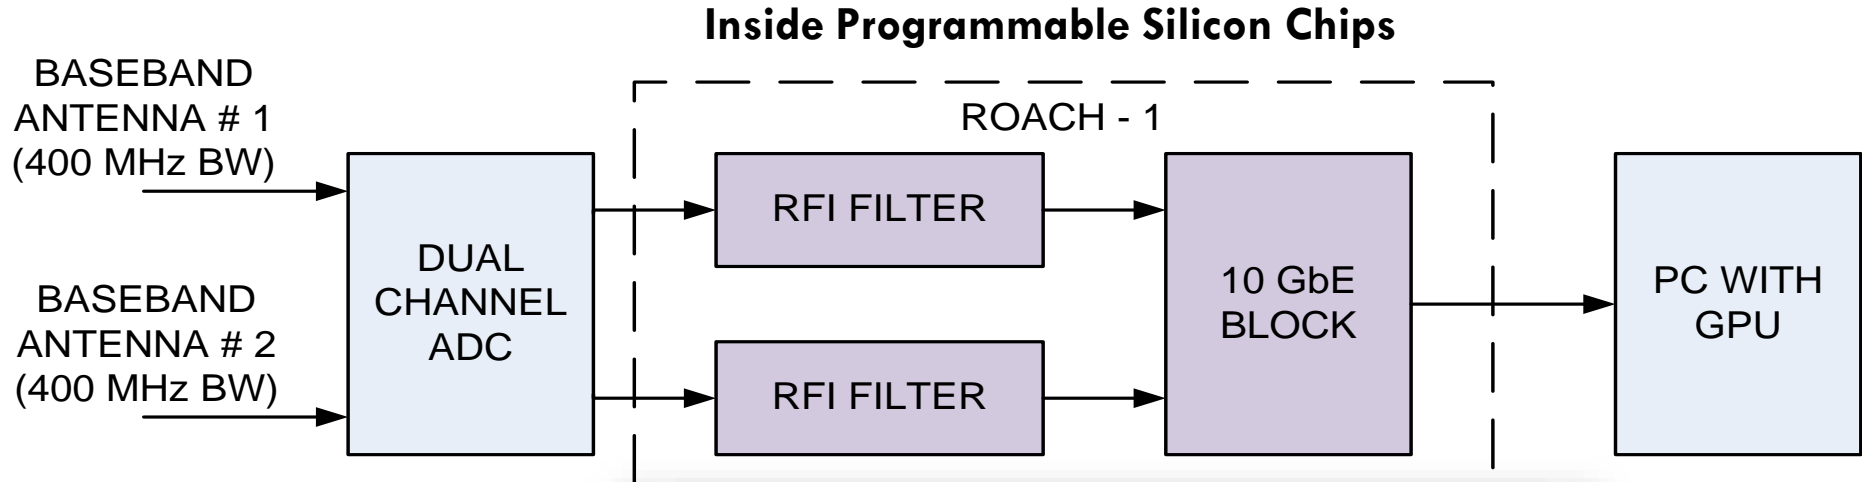 Inside Programmable Silicon Chips
BASEBAND
ANTENNA # 1
(400 MHz BW)
ROACH - 1
RFI FILTER
DUAL
CHANNEL
ADC
10 GbE
BLOCK
PC WITH
GPU
BASEBAND
ANTENNA # 2
(400 MHz BW)
RFI FILTER